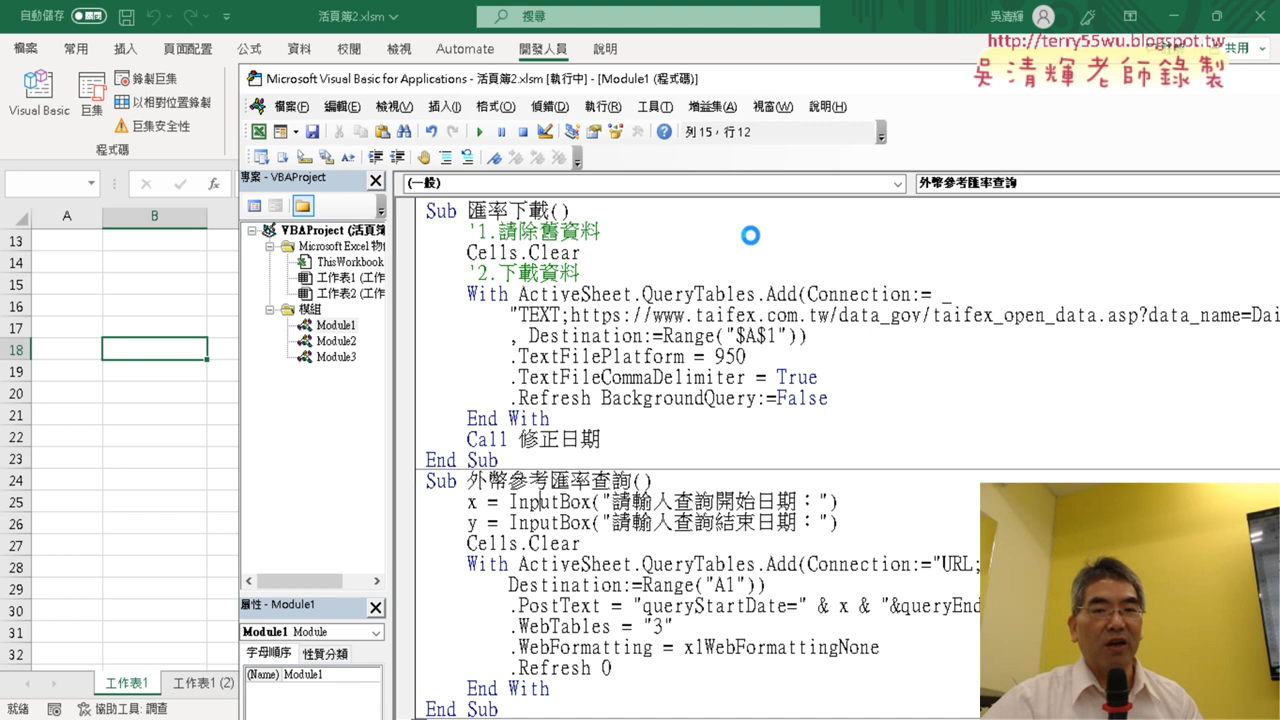 自動儲存
活頁簿2.xlsm
搜尋
吳清輝
http://terry55wu.blogspot.tw
吳清輝老師錄製
檔案 常用 插入 頁面配置 公式 資料 校閱 檢視 Automate 開發人員 說明
共用
Visual Basic
巨集
錄製巨集
以相對位置錄製
巨集安全性
程式碼
Microsoft Visual Basic for Applications - 活頁簿2.xlsm [執行中] - [Module1 (程式碼)]
檔案(F) 編輯(E) 檢視(V) 插入(I) 格式(O) 偵錯(D) 執行(R) 工具(T) 增益集(A) 視窗(W) 說明(H)
列 15，行 12
專案 - VBAProject
(一般)
外幣參考匯率查詢
A B
13
14
15
16
17
18
19
20
21
22
23
24
25
26
27
28
29
30
31
32
VBAProject (活頁簿
Microsoft Excel 物件
ThisWorkbook
工作表1 (工作
工作表2 (工作
模組
Module1
Module2
Module3
Sub 匯率下載()
'1.請除舊資料
Cells.Clear
'2.下載資料
With ActiveSheet.QueryTables.Add(Connection:= _
"TEXT;https://www.taifex.com.tw/data_gov/taifex_open_data.asp?data_name=Dai
, Destination:=Range("$A$1"))
.TextFilePlatform = 950
.TextFileCommaDelimiter = True
.Refresh BackgroundQuery:=False
End With
Call 修正日期
End Sub
Sub 外幣參考匯率查詢()
x = InputBox("請輸入查詢開始日期：")
y = InputBox("請輸入查詢結束日期：")
Cells.Clear
With ActiveSheet.QueryTables.Add(Connection:="URL;
Destination:=Range("A1"))
.PostText = "queryStartDate=" & x & "&queryEnd
.WebTables = "3"
.WebFormatting = xlWebFormattingNone
.Refresh 0
End With
End Sub
屬性 - Module1
Module1 Module
字母順序 性質分類
(Name) Module1
工作表1 工作表1 (2)
就緒
協助工具: 調查